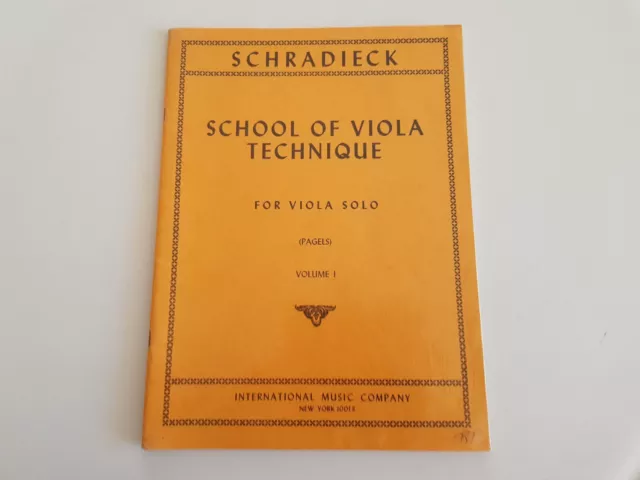 SCHRADIECK
SCHOOL OF VIOLA
TECHNIQUE
FOR VIOLA SOLO
(PAGELS)
VOLUME I
INTERNATIONAL MUSIC COMPANY
NEW YORK 10018